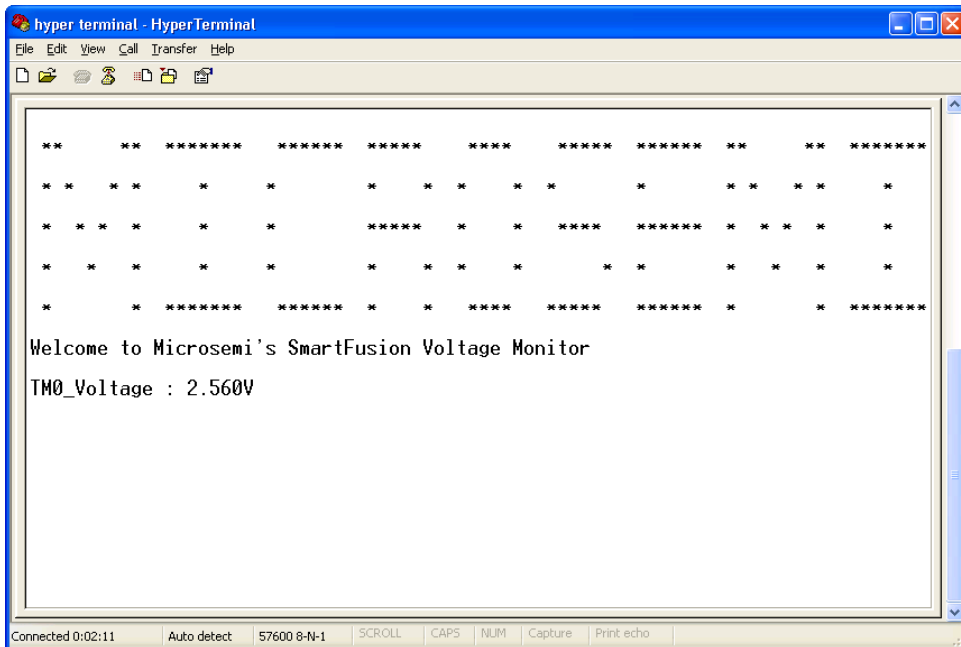 hyper terminal - HyperTerminal
File Edit View Call Transfer Help
**      **  *******   ******  *****     ****     *****  ******  **      **  *******
* *    * *     *     *        *    *  *     *   *       *       * *    * *     *
*  * *  *     *     *        *****   *     *    ****   ******  *  * *  *     *
*   *   *     *     *        *    *  *     *        *  *       *   *   *     *
*       *  *******   ******  *    *   ****    *****   ******  *       *  *******
Welcome to Microsemi's SmartFusion Voltage Monitor
TM0_Voltage : 2.560V
Connected 0:02:11 Auto detect 57600 8-N-1 SCROLL CAPS NUM Capture Print echo